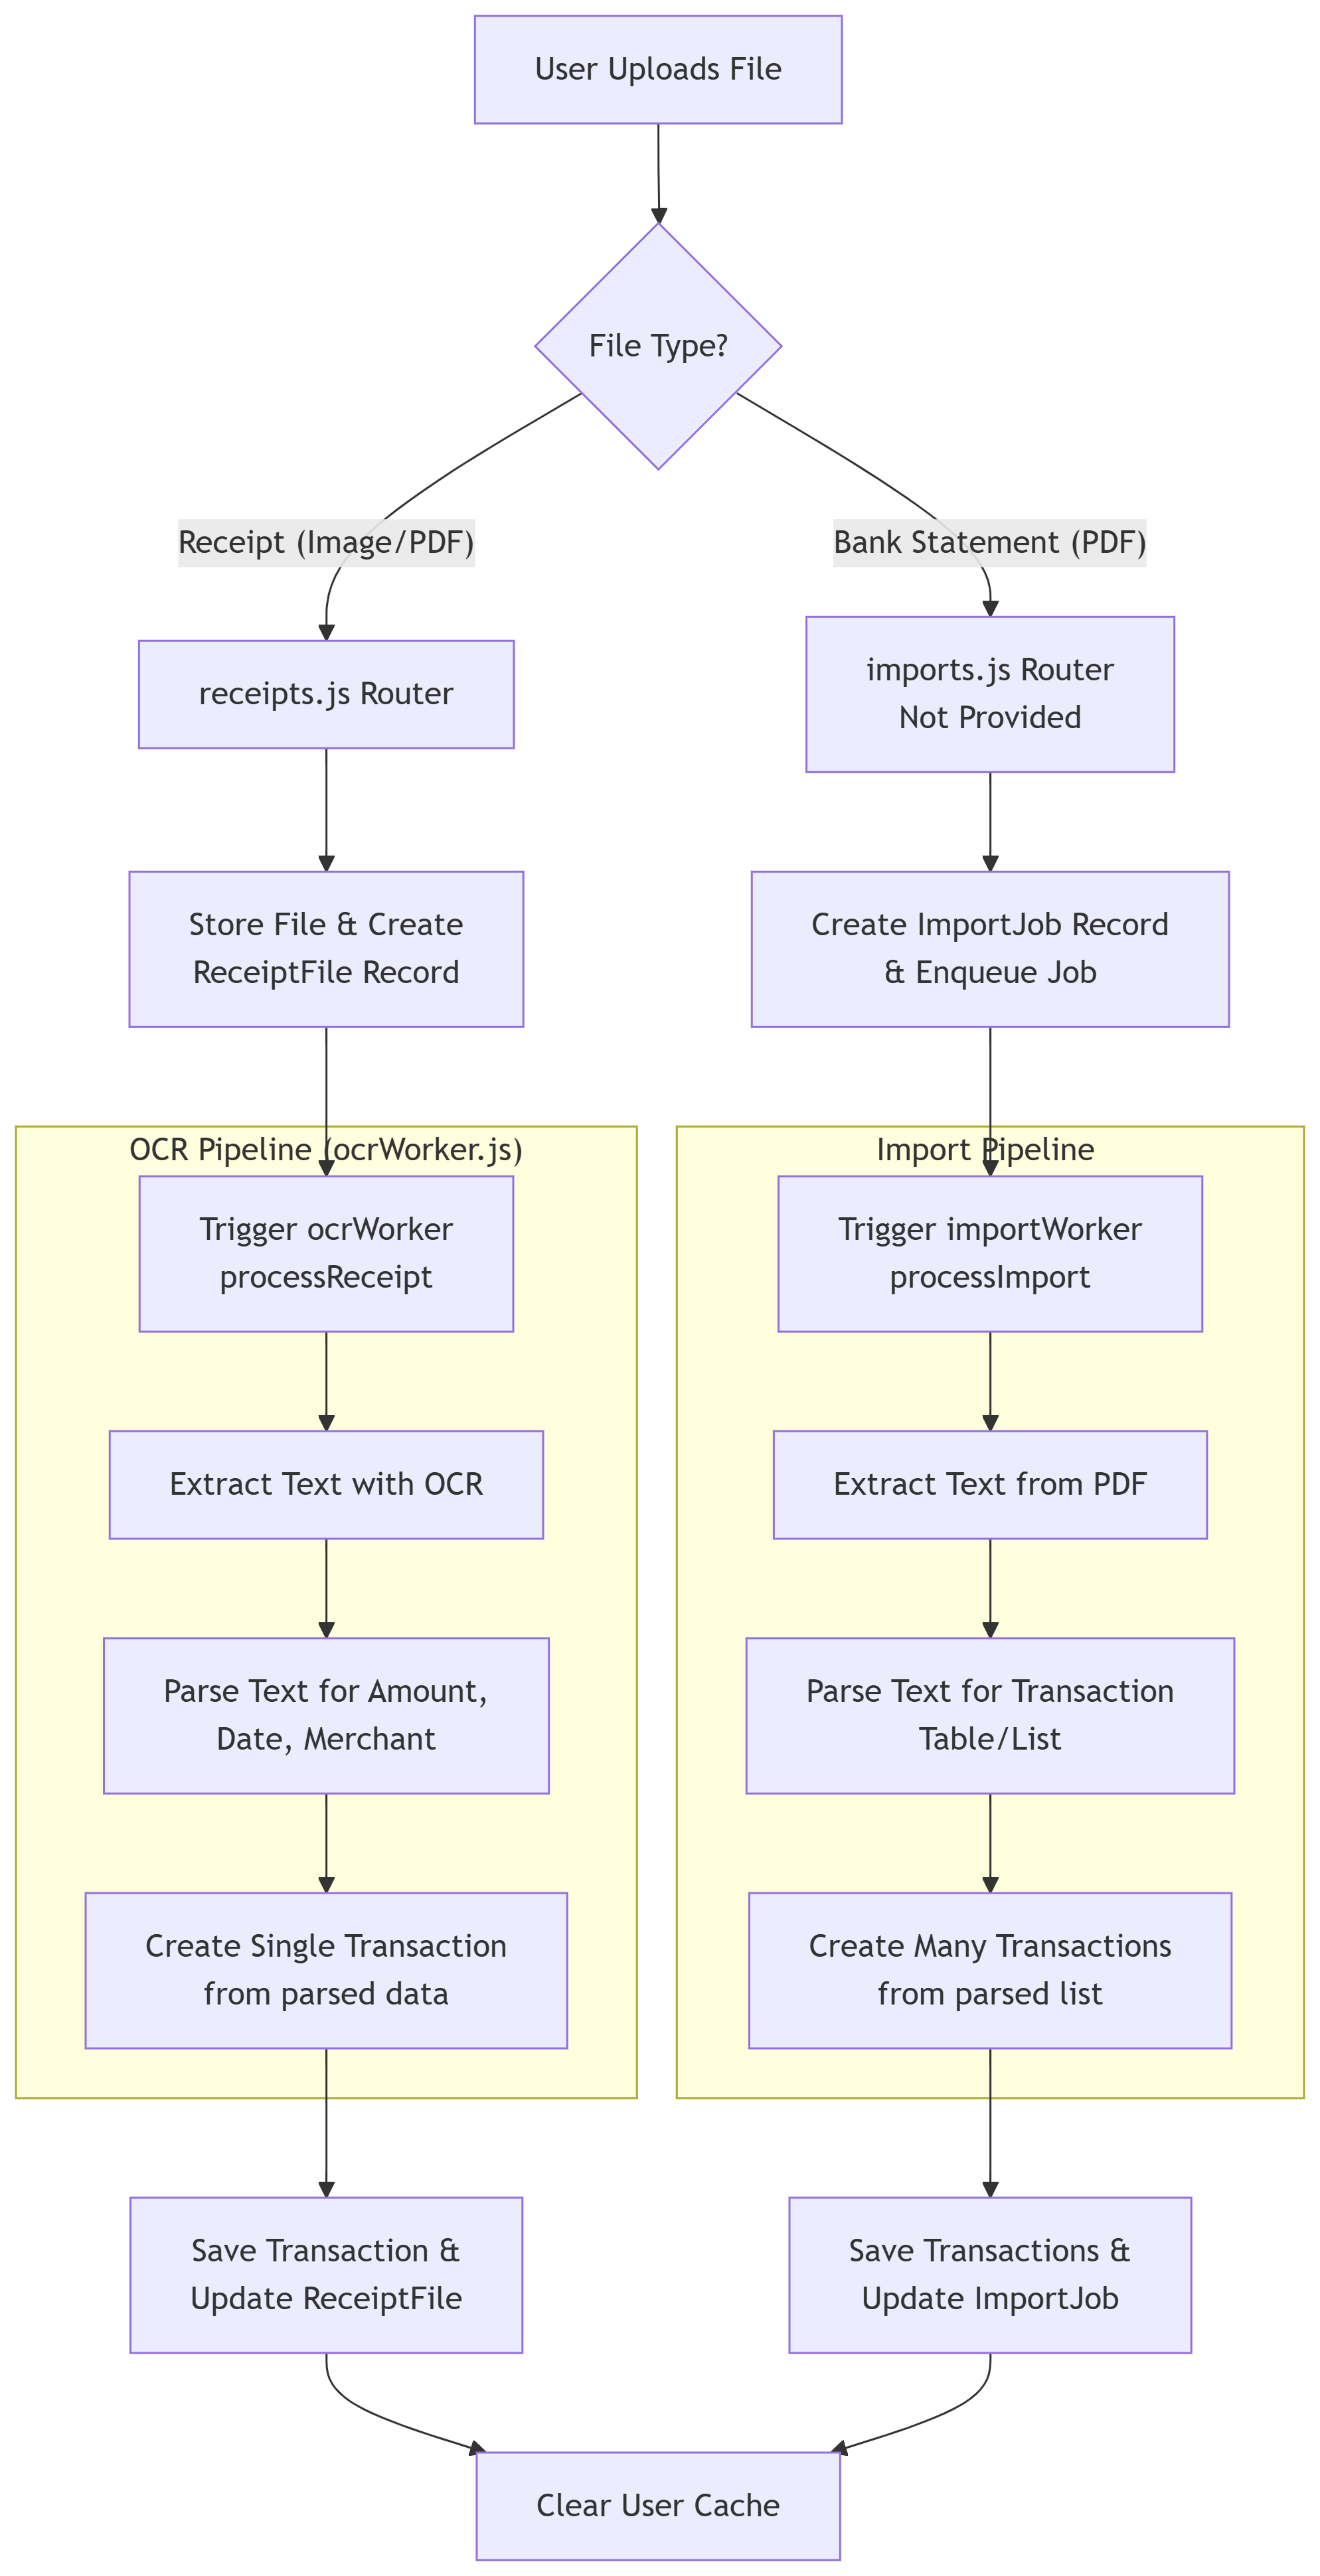 User Uploads File
File Type?
Receipt (Image/PDF)
Bank Statement (PDF)
receipts.js Router
imports.js Router
Not Provided
Store File & Create
ReceiptFile Record
Create ImportJob Record
& Enqueue Job
OCR Pipeline (ocrWorker.js)
Import Pipeline
Trigger ocrWorker
processReceipt
Trigger importWorker
processImport
Extract Text with OCR
Extract Text from PDF
Parse Text for Amount,
Date, Merchant
Parse Text for Transaction
Table/List
Create Single Transaction
from parsed data
Create Many Transactions
from parsed list
Save Transaction &
Update ReceiptFile
Save Transactions &
Update ImportJob
Clear User Cache